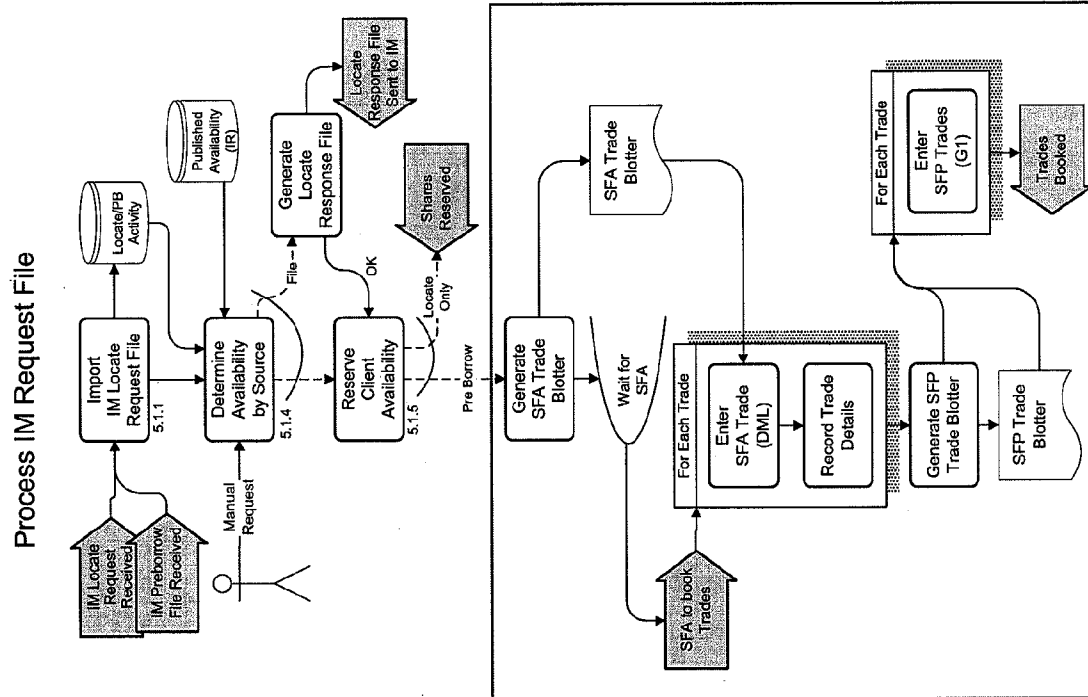 Process IM Request File
IM Locate
Request
Received
IM Preborrow
File Received
Import
IM Locate
Request File
5.1.1
Locate/PB
Activity
Manual
Request
Determine
Availability
by Source
5.1.4
Published
Availability
(IR)
File
Generate
Locate
Response File
Locate
Response File
Sent to IM
OK
Reserve
Client
Availability
5.1.5
Locate
Only
Shares
Reserved
Pre Borrow
Generate
SFA Trade
Blotter
SFA Trade
Blotter
Wait for
SFA
SFA to book
Trades
For Each Trade
Enter
SFA Trade
(DML)
Record Trade
Details
Generate SFP
Trade Blotter
SFP Trade
Blotter
For Each Trade
Enter
SFP Trades
(G1)
Trades
Booked